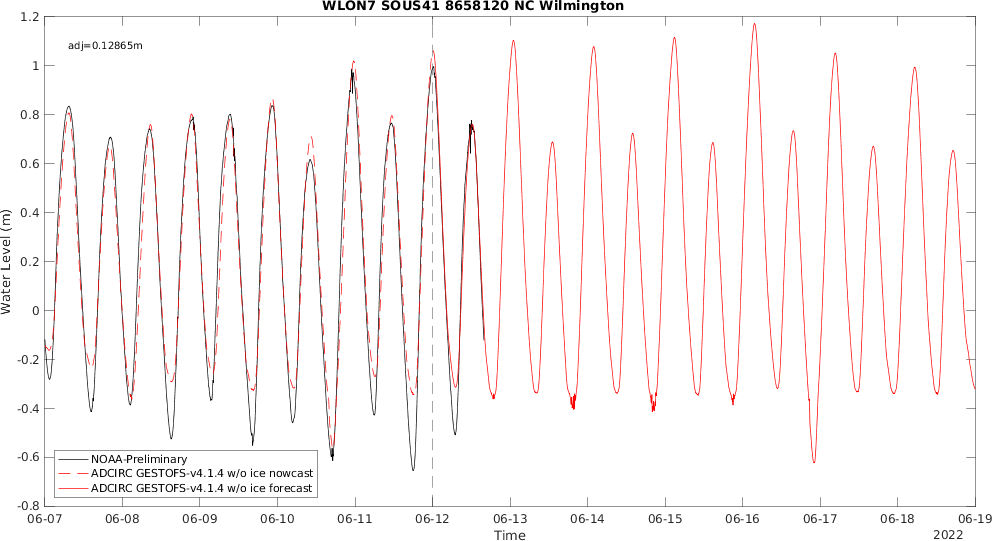 WLON7 SOUS41 8658120 NC Wilmington
adj=0.12865m
1.2
1
0.8
0.6
0.4
0.2
0
-0.2
-0.4
-0.6
-0.8
Water Level (m)
NOAA-Preliminary
ADCIRC GESTOFS-v4.1.4 w/o ice nowcast
ADCIRC GESTOFS-v4.1.4 w/o ice forecast
06-07 06-08 06-09 06-10 06-11 06-12 06-13 06-14 06-15 06-16 06-17 06-18 06-19
Time
2022